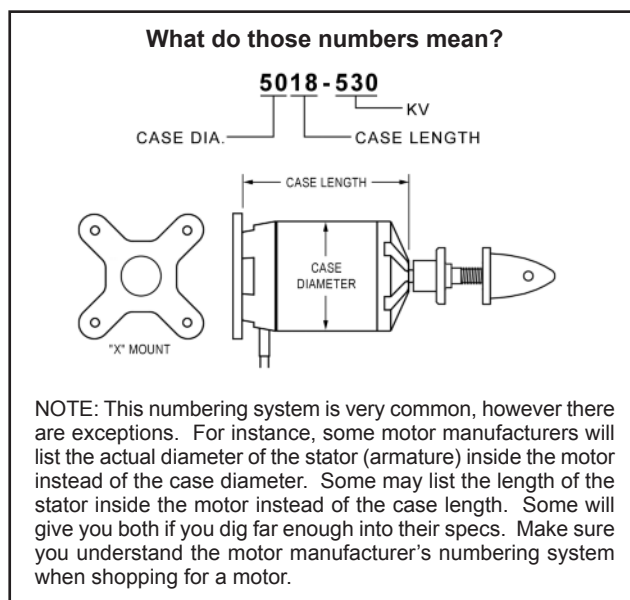 What do those numbers mean?
5018-530
KV
CASE DIA.
CASE LENGTH
CASE LENGTH
CASE
DIAMETER
"X" MOUNT
NOTE: This numbering system is very common, however there
are exceptions. For instance, some motor manufacturers will
list the actual diameter of the stator (armature) inside the motor
instead of the case diameter. Some may list the length of the
stator inside the motor instead of the case length. Some will
give you both if you dig far enough into their specs. Make sure
you understand the motor manufacturer's numbering system
when shopping for a motor.